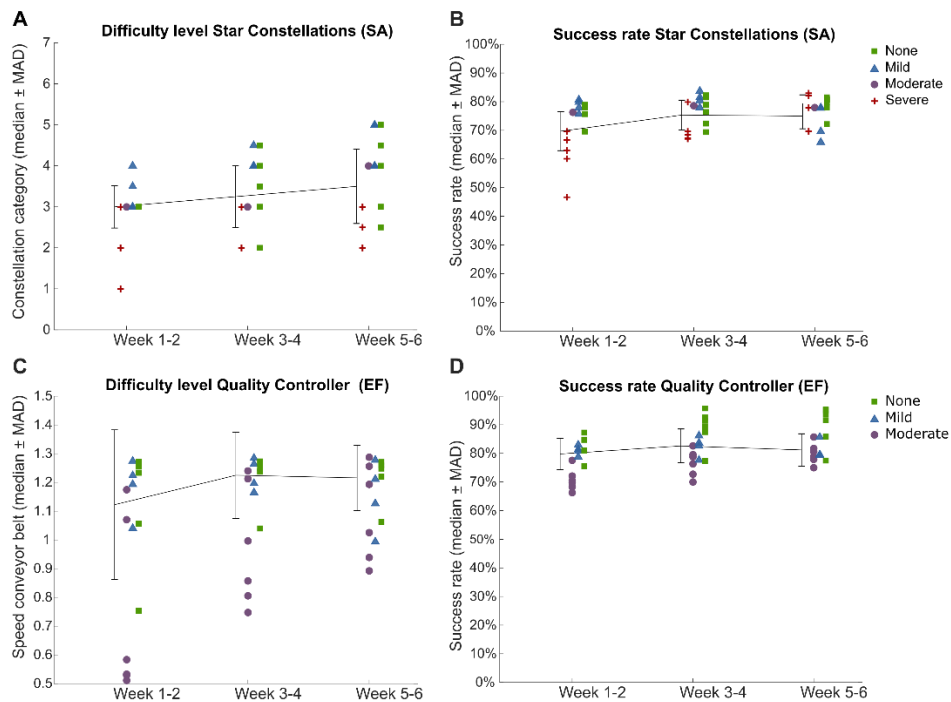 A
Difficulty level Star Constellations (SA)
Constellation category (median ± MAD)
7
6
5
4
3
2
1
0
Week 1-2
Week 3-4
Week 5-6
B
Success rate Star Constellations (SA)
Success rate (median ± MAD)
100%
90%
80%
70%
60%
50%
40%
30%
20%
10%
0%
Week 1-2
Week 3-4
Week 5-6
None
Mild
Moderate
Severe
C
Difficulty level Quality Controller (EF)
Speed conveyor belt (median ± MAD)
1.5
1.4
1.3
1.2
1.1
1
0.9
0.8
0.7
0.6
0.5
Week 1-2
Week 3-4
Week 5-6
D
Success rate Quality Controller (EF)
Success rate (median ± MAD)
100%
90%
80%
70%
60%
50%
40%
30%
20%
10%
0%
Week 1-2
Week 3-4
Week 5-6
None
Mild
Moderate